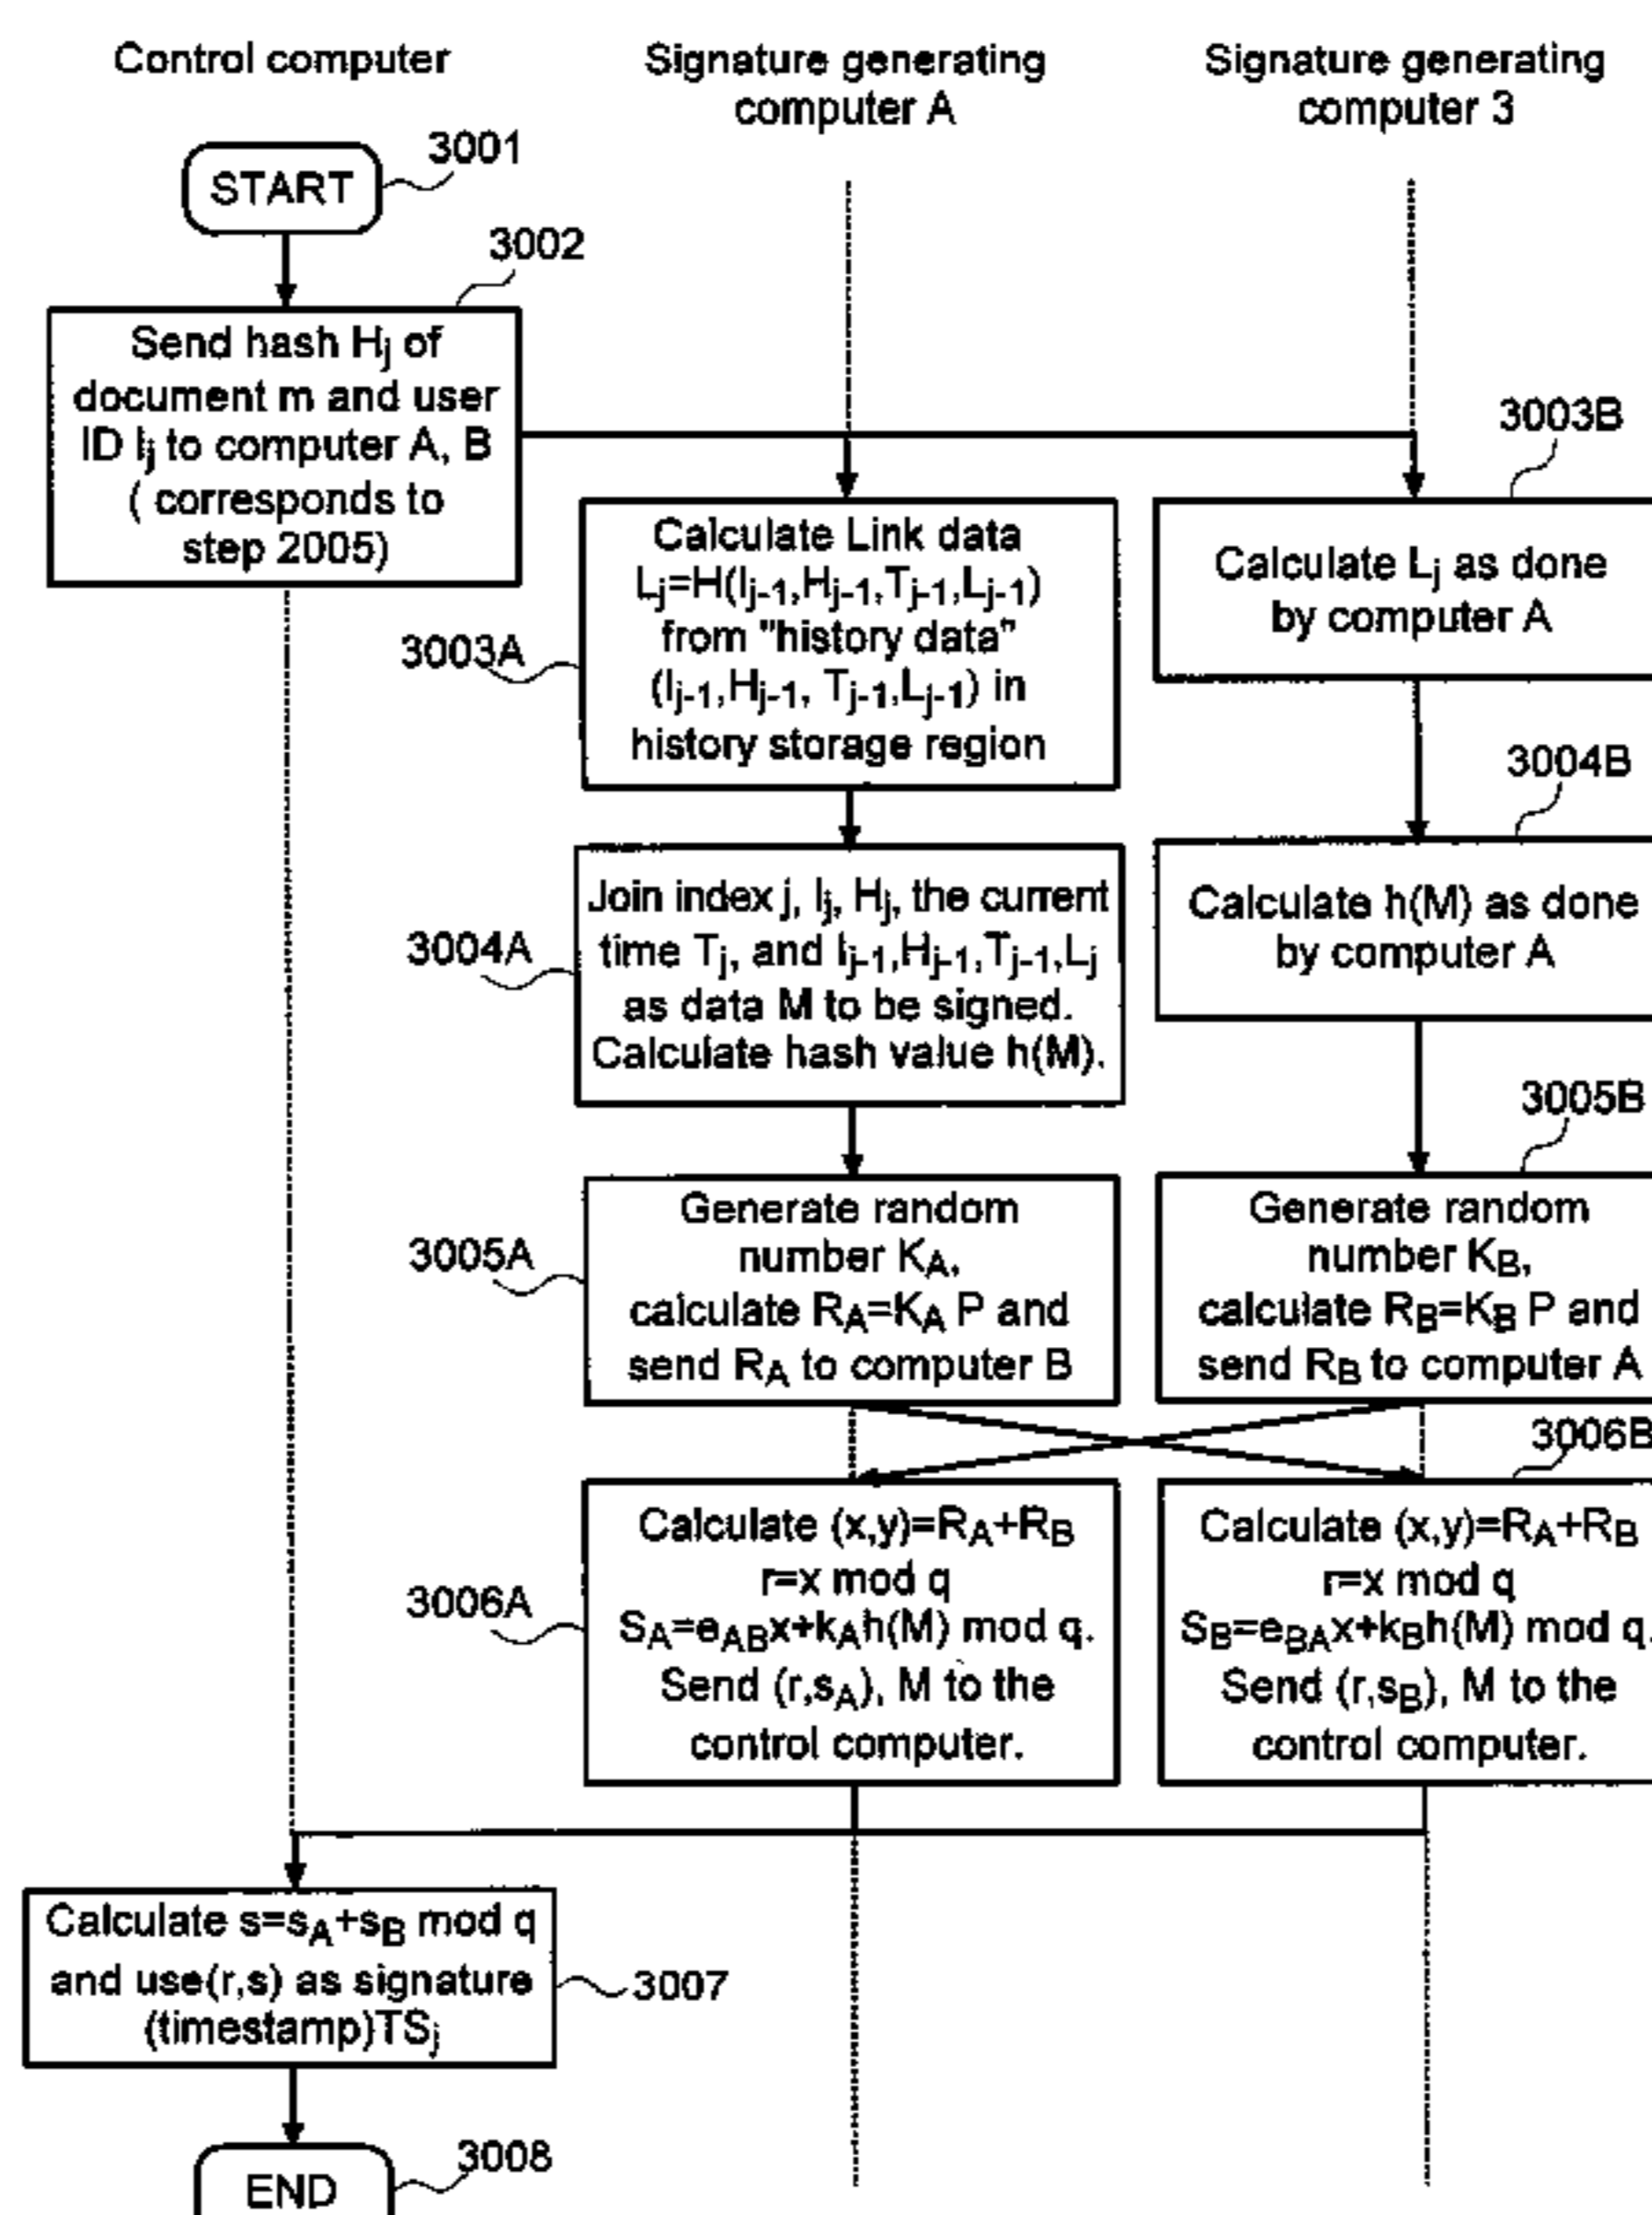 Control computer
Signature generating
computer A
Signature generating
computer 3
START
3001
3002
Send hash Hj of
document m and user
ID Ij to computer A, B
( corresponds to
step 2005)
3003A
Calculate Link data
Lj=H(Ij-1,Hj-1,Tj-1,Lj-1)
from "history data"
(Ij-1,Hj-1, Tj-1,Lj-1) in
history storage region
3003B
Calculate Lj as done
by computer A
3004A
Join index j, Ij, Hj, the current
time Tj, and Ij-1,Hj-1,Tj-1,Lj
as data M to be signed.
Calculate hash value h(M).
3004B
Calculate h(M) as done
by computer A
3005A
Generate random
number KA,
calculate RA=KA P and
send RA to computer B
3005B
Generate random
number KB,
calculate RB=KB P and
send RB to computer A
3006A
Calculate (x,y)=RA+RB
r=x mod q
SA=eABx+kAh(M) mod q.
Send (r,sA), M to the
control computer.
3006B
Calculate (x,y)=RA+RB
r=x mod q
SB=eBAx+kBh(M) mod q.
Send (r,sB), M to the
control computer.
Calculate s=sA+sB mod q
and use(r,s) as signature
(timestamp)TSj
3007
END
3008